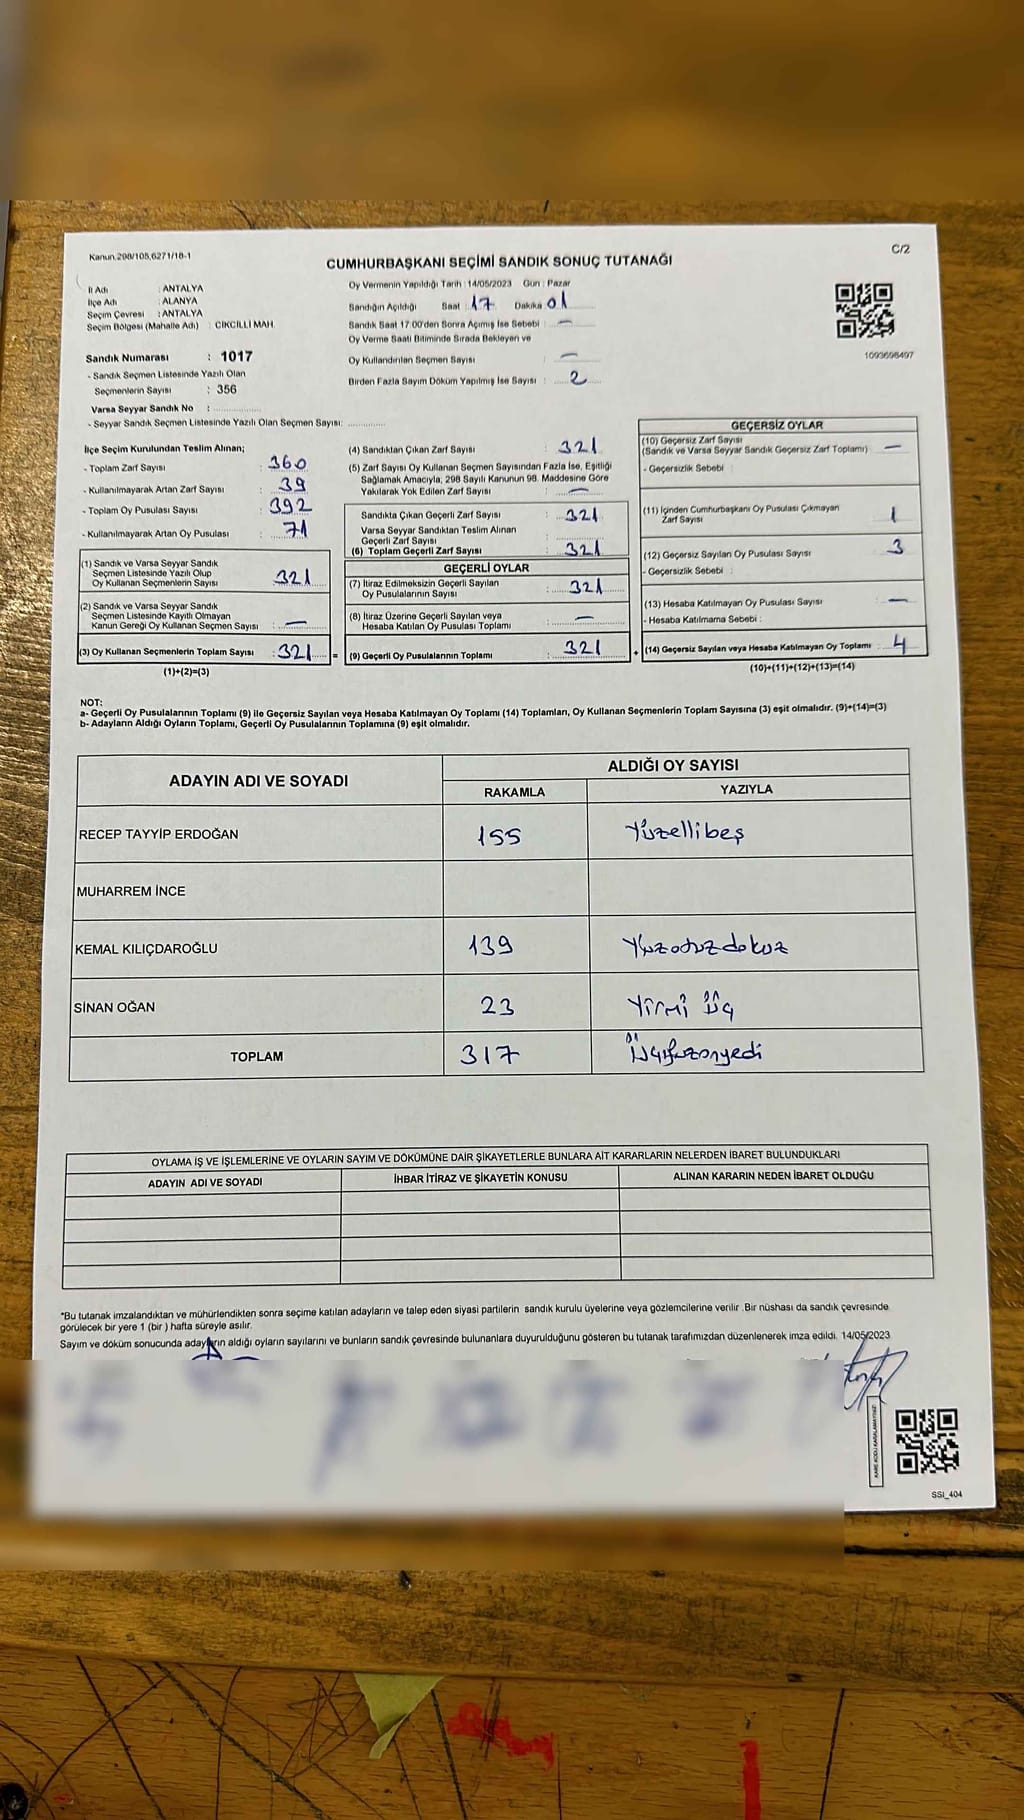 Kanun.298/105,6271/18-1
C/2
CUMHURBAŞKANI SEÇİMİ SANDIK SONUÇ TUTANAĞI
İl Adı : ANTALYA
İlçe Adı : ALANYA
Seçim Çevresi : ANTALYA
Seçim Bölgesi (Mahalle Adı) : CİKCİLLİ MAH.
Sandık Numarası : 1017
- Sandık Seçmen Listesinde Yazılı Olan
Seçmenlerin Sayısı : 356
Varsa Seyyar Sandık No :
- Seyyar Sandık Seçmen Listesinde Yazılı Olan Seçmen Sayısı:
Oy Vermenin Yapıldığı Tarih : 14/05/2023 Gün : Pazar
Sandığın Açıldığı Saat : 17 Dakika 01
Sandık Saat 17:00'den Sonra Açımış İse Sebebi : —
Oy Verme Saati Bitiminde Sırada Bekleyen ve
Oy Kullandırılan Seçmen Sayısı : —
Birden Fazla Sayım Döküm Yapılmış İse Sayısı : 2
1093698497
İlçe Seçim Kurulundan Teslim Alınan;
- Toplam Zarf Sayısı : 360
- Kullanılmayarak Artan Zarf Sayısı : 39
- Toplam Oy Pusulası Sayısı : 392
- Kullanılmayarak Artan Oy Pusulası : 71
(1) Sandık ve Varsa Seyyar Sandık
Seçmen Listesinde Yazılı Olup
Oy Kullanan Seçmenlerin Sayısı : 321
(2) Sandık ve Varsa Seyyar Sandık
Seçmen Listesinde Kayıtlı Olmayan
Kanun Gereği Oy Kullanan Seçmen Sayısı : —
(3) Oy Kullanan Seçmenlerin Toplam Sayısı : 321 =
(1)+(2)=(3)
(4) Sandıktan Çıkan Zarf Sayısı : 321
(5) Zarf Sayısı Oy Kullanan Seçmen Sayısından Fazla İse, Eşitliği
Sağlamak Amacıyla, 298 Sayılı Kanunun 98. Maddesine Göre
Yakılarak Yok Edilen Zarf Sayısı : —
Sandıkta Çıkan Geçerli Zarf Sayısı : 321
Varsa Seyyar Sandıktan Teslim Alınan
Geçerli Zarf Sayısı :
(6) Toplam Geçerli Zarf Sayısı : 321
GEÇERLİ OYLAR
(7) İtiraz Edilmeksizin Geçerli Sayılan
Oy Pusulalarının Sayısı : 321
(8) İtiraz Üzerine Geçerli Sayılan veya
Hesaba Katılan Oy Pusulası Toplamı : —
(9) Geçerli Oy Pusulalarının Toplamı : 321 +
GEÇERSİZ OYLAR
(10) Geçersiz Zarf Sayısı
(Sandık ve Varsa Seyyar Sandık Geçersiz Zarf Toplamı) —
- Geçersizlik Sebebi :
(11) İçinden Cumhurbaşkanı Oy Pusulası Çıkmayan
Zarf Sayısı 1
(12) Geçersiz Sayılan Oy Pusulası Sayısı 3
- Geçersizlik Sebebi :
(13) Hesaba Katılmayan Oy Pusulası Sayısı —
- Hesaba Katılmama Sebebi :
(14) Geçersiz Sayılan veya Hesaba Katılmayan Oy Toplamı 4
(10)+(11)+(12)+(13)=(14)
NOT:
a- Geçerli Oy Pusulalarının Toplamı (9) ile Geçersiz Sayılan veya Hesaba Katılmayan Oy Toplamı (14) Toplamları, Oy Kullanan Seçmenlerin Toplam Sayısına (3) eşit olmalıdır. (9)+(14)=(3)
b- Adayların Aldığı Oyların Toplamı, Geçerli Oy Pusulalarının Toplamına (9) eşit olmalıdır.
ADAYIN ADI VE SOYADI
ALDIĞI OY SAYISI
RAKAMLA YAZIYLA
RECEP TAYYİP ERDOĞAN 155 Yüzellibeş
MUHARREM İNCE
KEMAL KILIÇDAROĞLU 139 Yüzotuzdokuz
SİNAN OĞAN 23 Yirmi üç
TOPLAM 317 Üçyüzonyedi
OYLAMA İŞ VE İŞLEMLERİNE VE OYLARIN SAYIM VE DÖKÜMÜNE DAİR ŞİKAYETLERLE BUNLARA AİT KARARLARIN NELERDEN İBARET BULUNDUKLARI
ADAYIN ADI VE SOYADI İHBAR İTİRAZ VE ŞİKAYETİN KONUSU ALINAN KARARIN NEDEN İBARET OLDUĞU
*Bu tutanak imzalandıktan ve mühürlendikten sonra seçime katılan adayların ve talep eden siyasi partilerin sandık kurulu üyelerine veya gözlemcilerine verilir .Bir nüshası da sandık çevresinde
görülecek bir yere 1 (bir ) hafta süreyle asılır.
Sayım ve döküm sonucunda adayların aldığı oyların sayılarını ve bunların sandık çevresinde bulunanlara duyurulduğunu gösteren bu tutanak tarafımızdan düzenlenerek imza edildi. 14/05/2023
KARE KODU KARALAMAYINIZ!
SSI_404